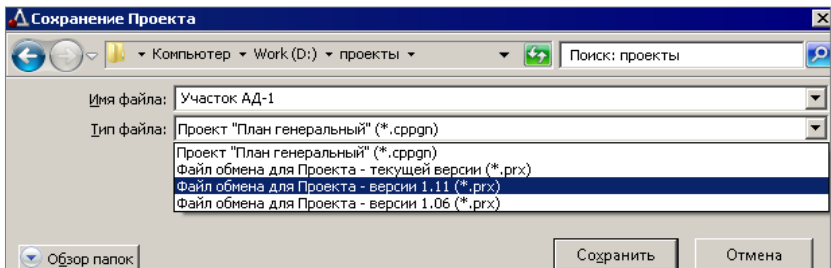 Сохранение Проекта
Компьютер Work (D:) проекты Поиск: проекты
Имя файла: Участок АД-1
Тип файла: Проект "План генеральный" (*.cppgn)
Проект "План генеральный" (*.cppgn)
Файл обмена для Проекта - текущей версии (*.prx)
Файл обмена для Проекта - версии 1.11 (*.prx)
Файл обмена для Проекта - версии 1.06 (*.prx)
Обзор папок Сохранить Отмена